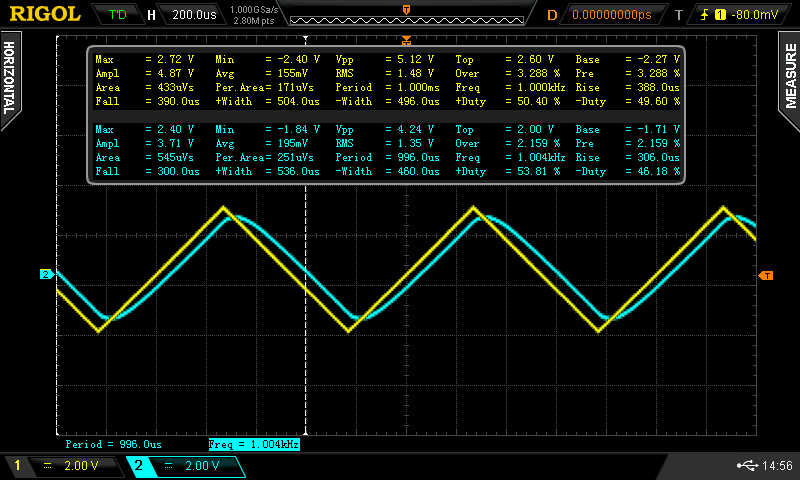 RIGOL T'D H 200.0us 1.000GSa/s 2.80M pts T D 0.00000000ps T 1 -80.0mV
HORIZONTAL
MEASURE
Max = 2.72 V Min = -2.40 V Vpp = 5.12 V Top = 2.60 V Base = -2.27 V
Ampl = 4.87 V Avg = 155mV RMS = 1.48 V Over = 3.288 % Pre = 3.288 %
Area = 433uVs Per.Area= 171uVs Period = 1.000ms Freq = 1.000kHz Rise = 388.0us
Fall = 390.0us +Width = 504.0us -Width = 496.0us +Duty = 50.40 % -Duty = 49.60 %
Max = 2.40 V Min = -1.84 V Vpp = 4.24 V Top = 2.00 V Base = -1.71 V
Ampl = 3.71 V Avg = 195mV RMS = 1.35 V Over = 2.159 % Pre = 2.159 %
Area = 545uVs Per.Area= 251uVs Period = 996.0us Freq = 1.004kHz Rise = 306.0us
Fall = 300.0us +Width = 536.0us -Width = 460.0us +Duty = 53.81 % -Duty = 46.18 %
T
2
T
Period = 996.0us Freq = 1.004kHz
1 2.00 V 2 2.00 V 14:56